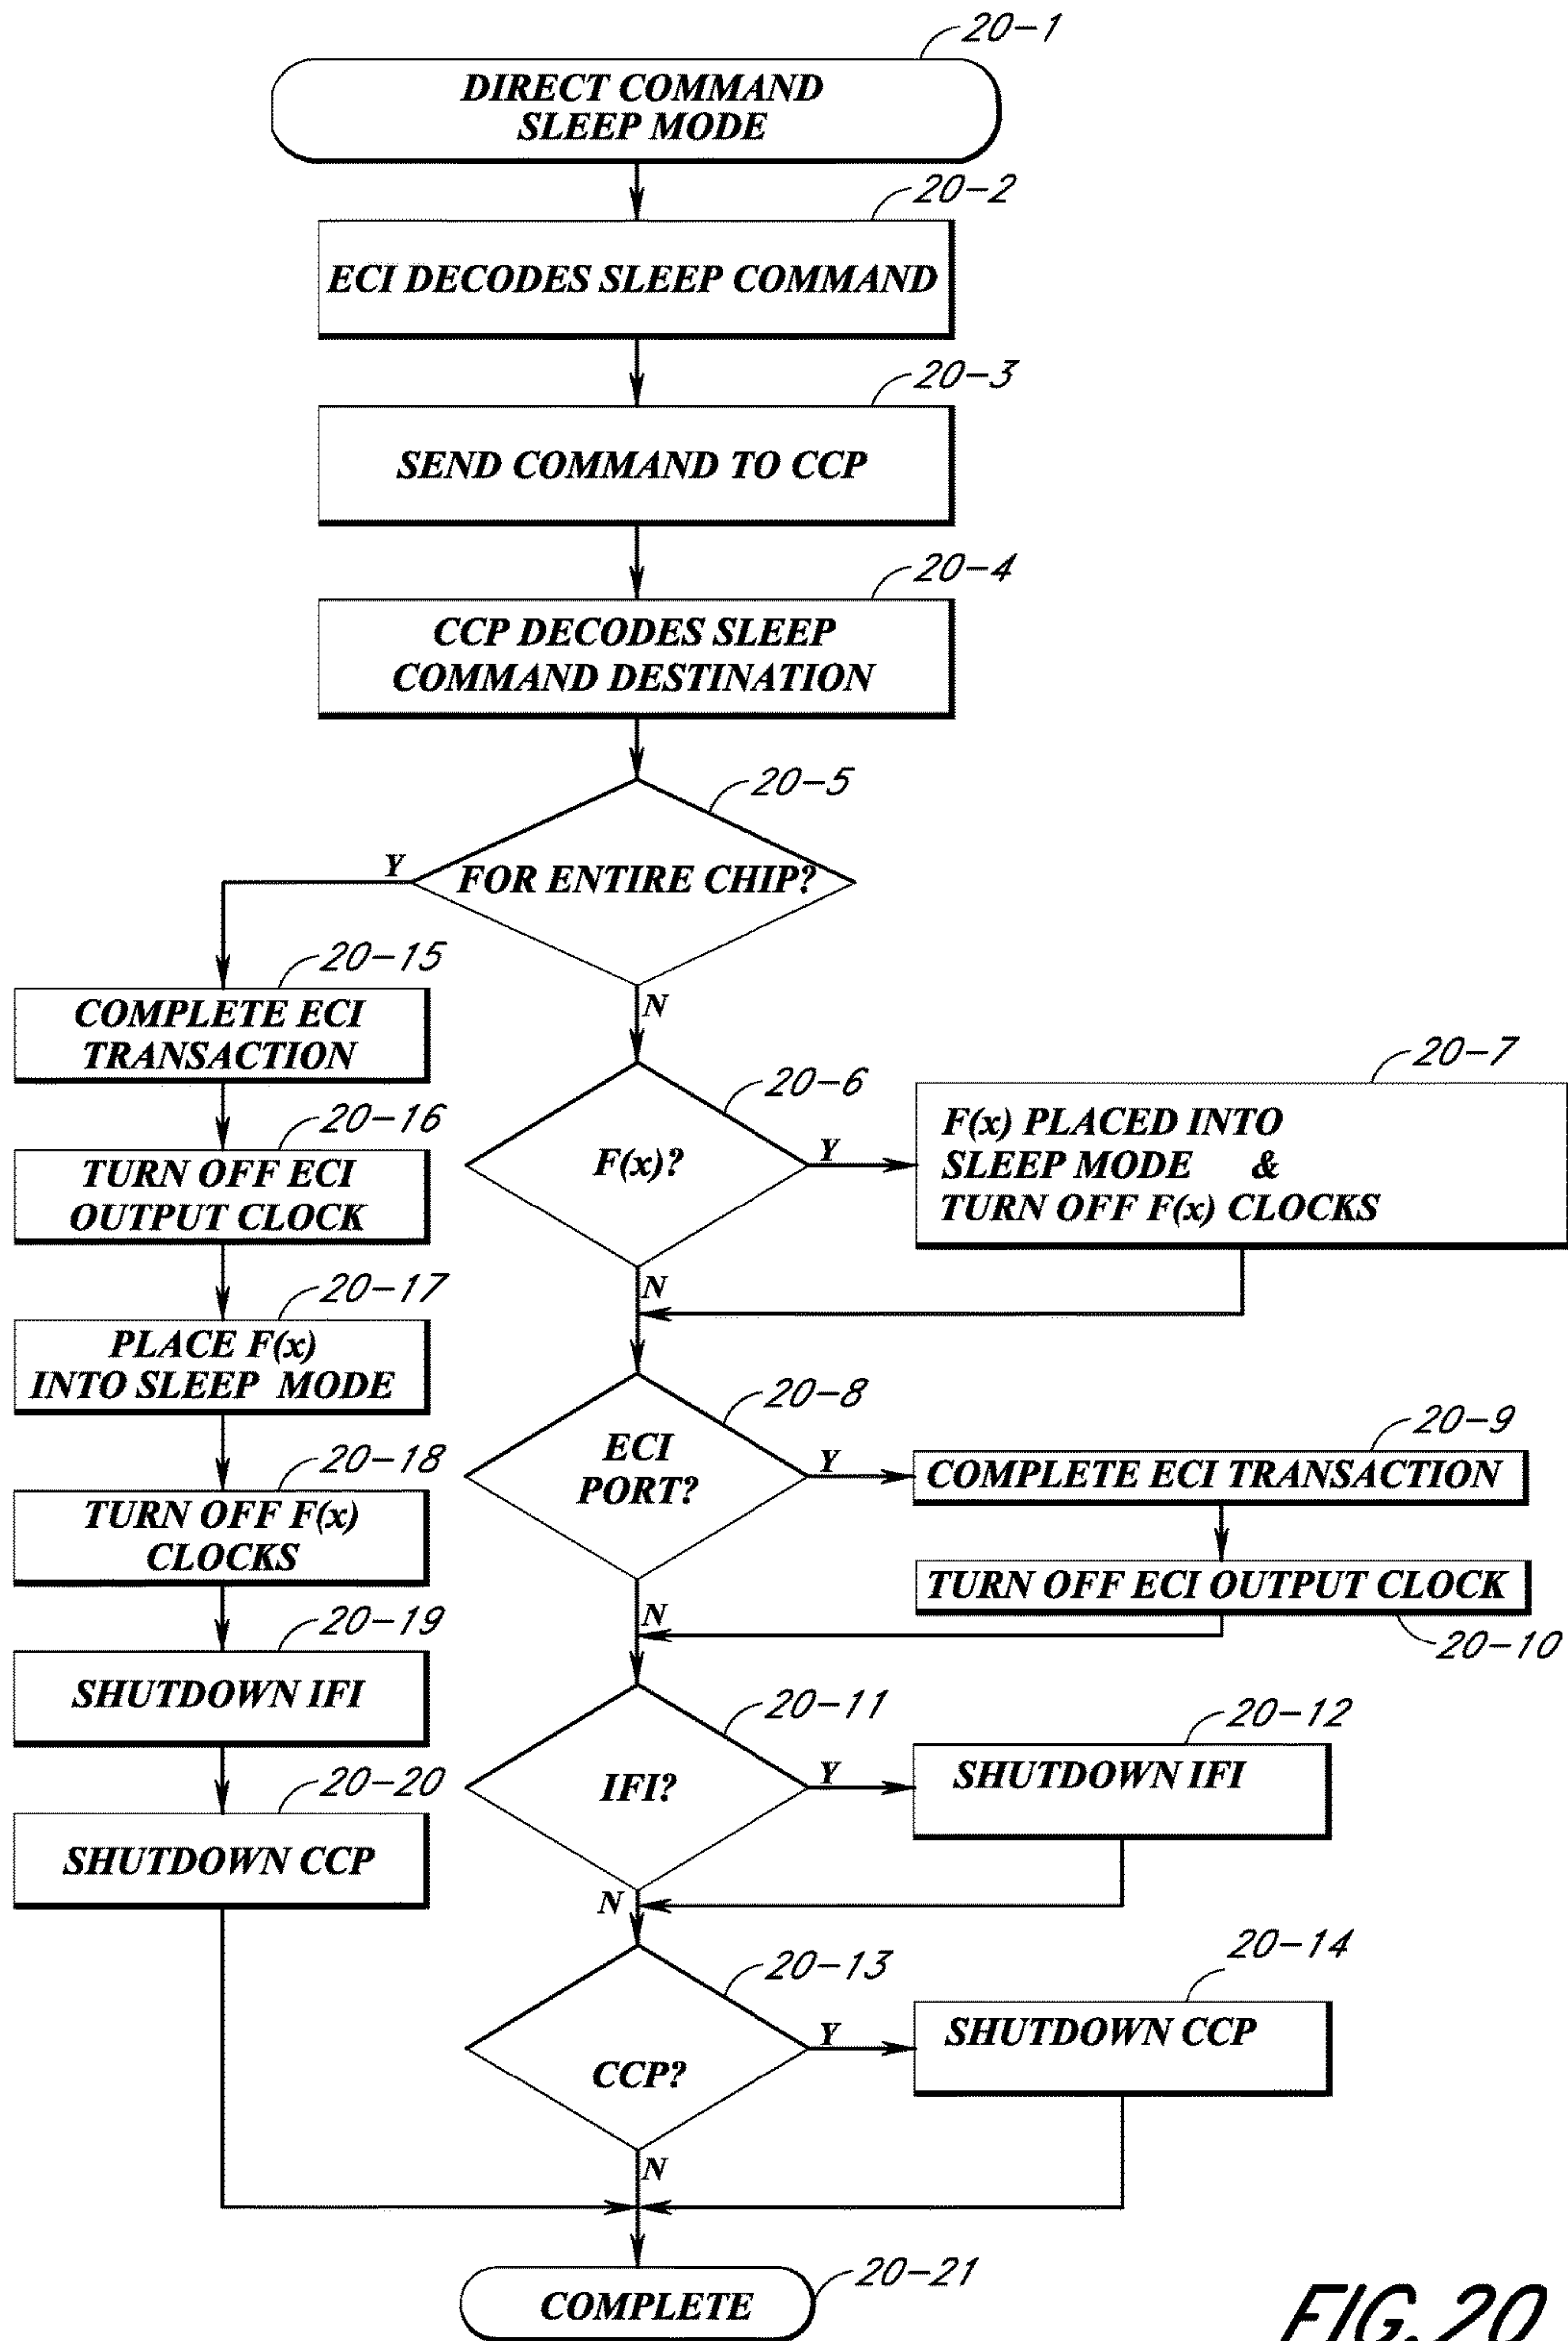 20-1
DIRECT COMMAND
SLEEP MODE
20-2
ECI DECODES SLEEP COMMAND
20-3
SEND COMMAND TO CCP
20-4
CCP DECODES SLEEP
COMMAND DESTINATION
20-5
FOR ENTIRE CHIP?
Y
N
20-15
COMPLETE ECI
TRANSACTION
20-16
TURN OFF ECI
OUTPUT CLOCK
20-17
PLACE F(x)
INTO SLEEP MODE
20-18
TURN OFF F(x)
CLOCKS
20-19
SHUTDOWN IFI
20-20
SHUTDOWN CCP
20-6
F(x)?
Y
N
20-7
F(x) PLACED INTO
SLEEP MODE &
TURN OFF F(x) CLOCKS
20-8
ECI
PORT?
Y
N
20-9
COMPLETE ECI TRANSACTION
TURN OFF ECI OUTPUT CLOCK
20-10
20-11
IFI?
Y
N
20-12
SHUTDOWN IFI
20-13
CCP?
Y
N
20-14
SHUTDOWN CCP
COMPLETE
20-21
FIG.20